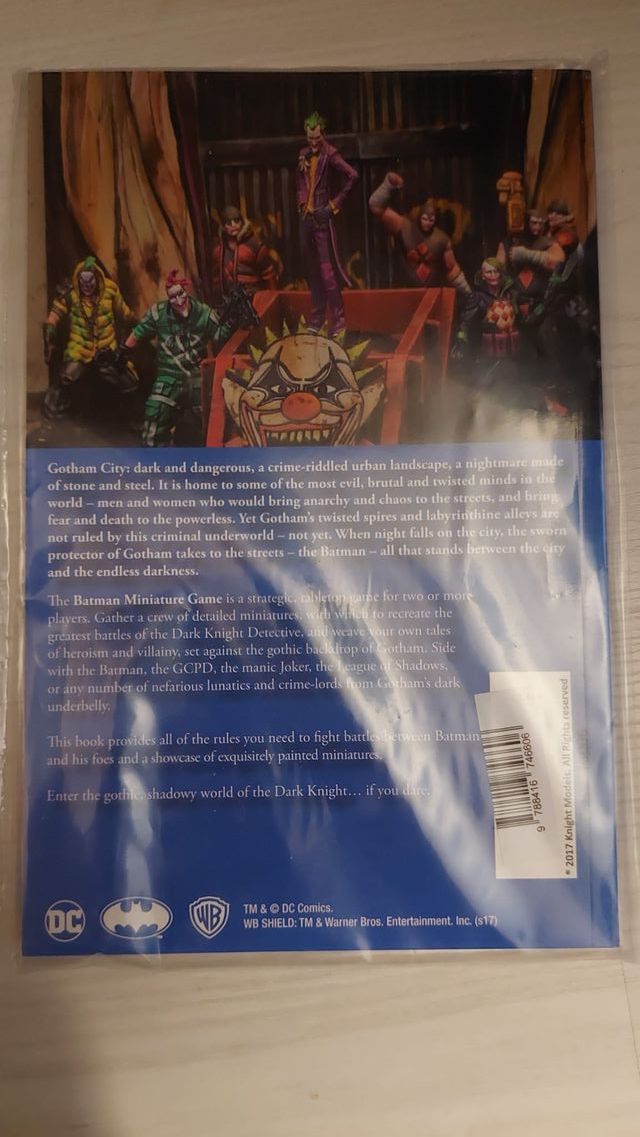 Gotham City: dark and dangerous, a crime-riddled urban landscape, a nightmare made
of stone and steel. It is home to some of the most evil, brutal and twisted minds in the
world – men and women who would bring anarchy and chaos to the streets, and bring
fear and death to the powerless. Yet Gotham's twisted spires and labyrinthine alleys are
not ruled by this criminal underworld – not yet. When night falls on the city, the sworn
protector of Gotham takes to the streets – the Batman – all that stands between the city
and the endless darkness.
The Batman Miniature Game is a strategic, tabletop game for two or more
players. Gather a crew of detailed miniatures, with which to recreate the
greatest battles of the Dark Knight Detective, and weave your own tales
of heroism and villainy, set against the gothic backdrop of Gotham. Side
with the Batman, the GCPD, the manic Joker, the League of Shadows,
or any number of nefarious lunatics and crime-lords from Gotham's dark
underbelly.
This book provides all of the rules you need to fight battles between Batman
and his foes and a showcase of exquisitely painted miniatures.
Enter the gothic, shadowy world of the Dark Knight... if you dare.
9 788416 746606
* 2017 Knight Models. All Rights reserved
DC
WB
TM & © DC Comics.
WB SHIELD: TM & Warner Bros. Entertainment. Inc. (s17)